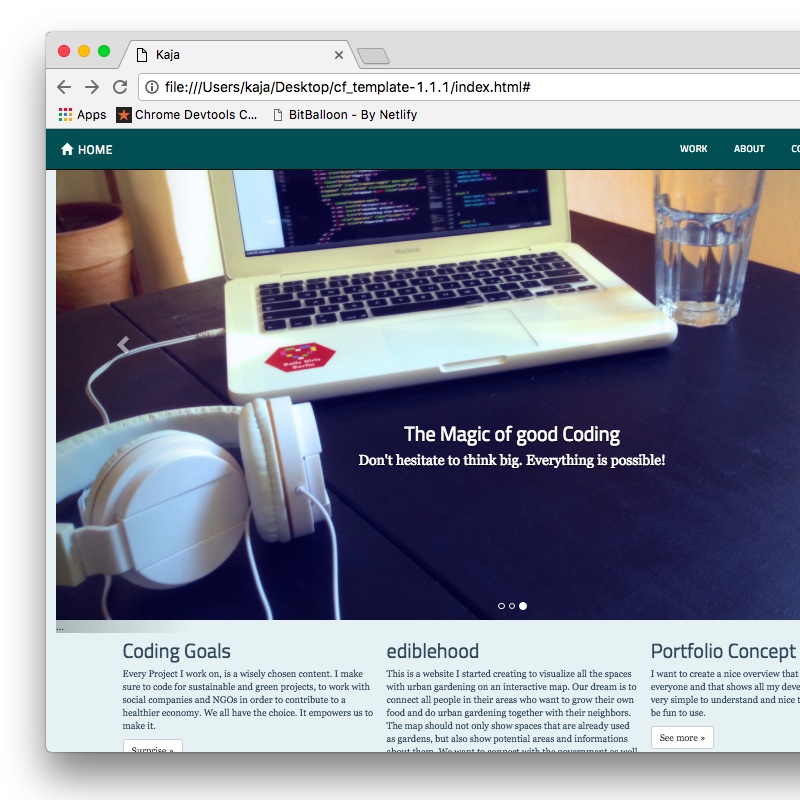 Kaja
file:///Users/kaja/Desktop/cf_template-1.1.1/index.html#
Apps Chrome Devtools C... BitBalloon - By Netlify
HOME WORK ABOUT
MacBook
Rails Girls
Berlin
The Magic of good Coding
Don't hesitate to think big. Everything is possible!
...
Coding Goals
Every Project I work on, is a wisely chosen content. I make
sure to code for sustainable and green projects, to work with
social companies and NGOs in order to contribute to a
healthier economy. We all have the choice. It empowers us to
make it.
Surprise »
ediblehood
This is a website I started creating to visualize all the spaces
with urban gardening on an interactive map. Our dream is to
connect all people in their areas who want to grow their own
food and do urban gardening together with their neighbors.
The map should not only show spaces that are already used
as gardens, but also show potential areas and informations
about them. We want to connect with the government as well
Portfolio Concept
I want to create a nice overview that
everyone and that shows all my deve
very simple to understand and nice t
be fun to use.
See more »